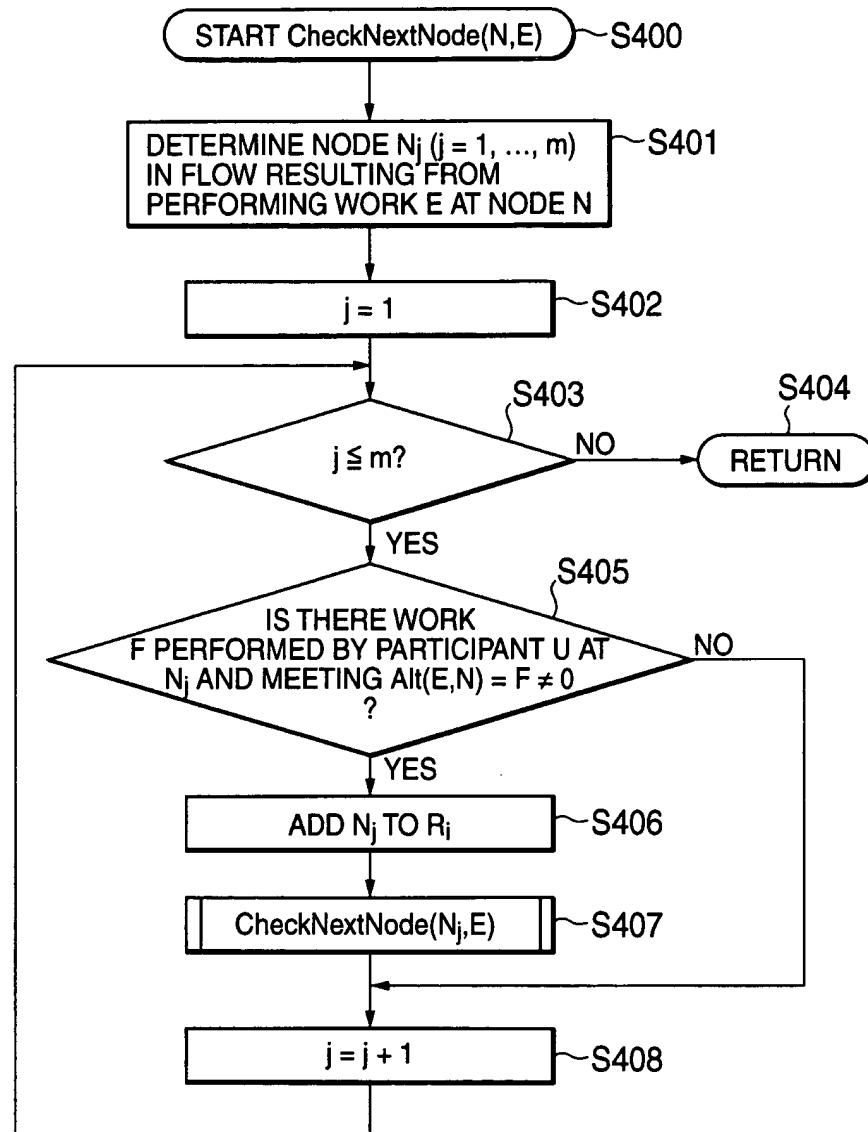 START CheckNextNode(N,E)
S400
DETERMINE NODE Nj (j = 1, …, m)
IN FLOW RESULTING FROM
PERFORMING WORK E AT NODE N
S401
j = 1
S402
S403
j ≦ m?
NO
S404
RETURN
YES
S405
IS THERE WORK
F PERFORMED BY PARTICIPANT U AT
Nj AND MEETING Alt(E,N) = F ≠ 0
?
NO
YES
ADD Nj TO Ri
S406
CheckNextNode(Nj,E)
S407
j = j + 1
S408